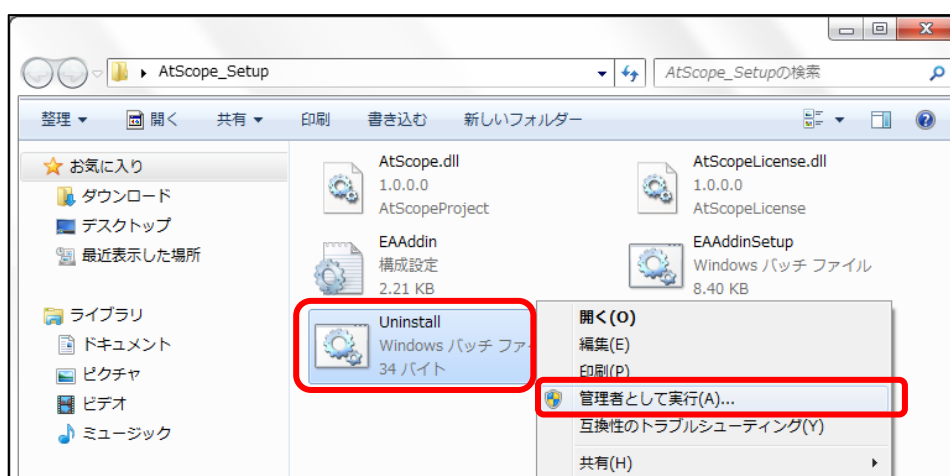 AtScope_Setup
AtScope_Setupの検索
整理
開く
共有
印刷
書き込む
新しいフォルダー
お気に入り
ダウンロード
デスクトップ
最近表示した場所
ライブラリ
ドキュメント
ピクチャ
ビデオ
ミュージック
AtScope.dll
1.0.0.0
AtScopeProject
AtScopeLicense.dll
1.0.0.0
AtScopeLicense
EAAddin
構成設定
2.21 KB
EAAddinSetup
Windows バッチ ファイル
8.40 KB
Uninstall
Windows バッチ ファ
34 バイト
開く(O)
編集(E)
印刷(P)
管理者として実行(A)...
互換性のトラブルシューティング(Y)
共有(H)